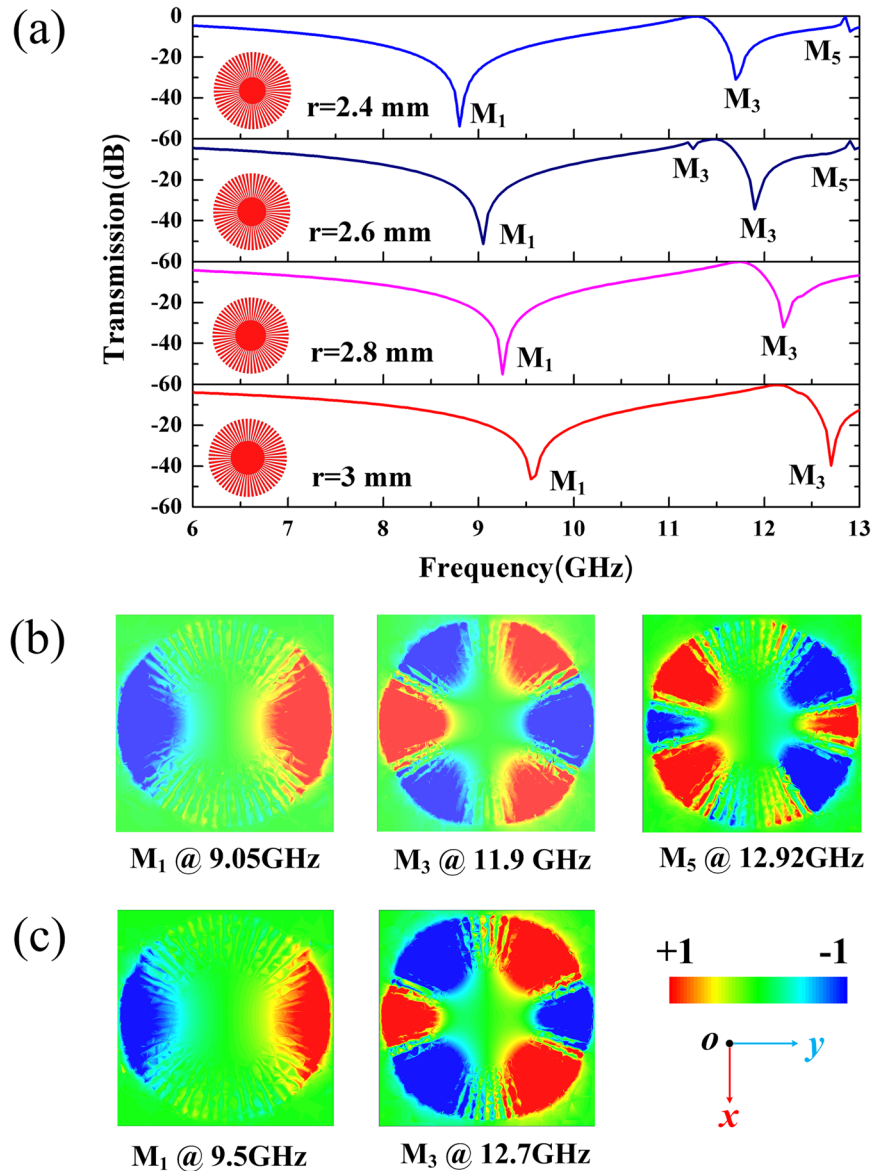 (a)
Transmission(dB)
0
-20
-40
-60
r=2.4 mm
M₁
M₃
M₅
-20
-40
-60
r=2.6 mm
M₁
M₃
M₃
M₅
-20
-40
-60
r=2.8 mm
M₁
M₃
-20
-40
-60
r=3 mm
M₁
M₃
6 7 8 9 10 11 12 13
Frequency(GHz)
(b)
M₁ @ 9.05GHz M₃ @ 11.9 GHz M₅ @ 12.92GHz
(c)
+1 -1
o y
x
M₁ @ 9.5GHz M₃ @ 12.7GHz